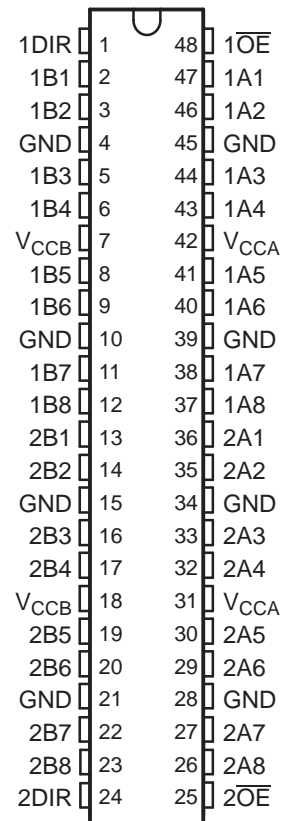 1DIR 1 48 1O̅E̅
1B1 2 47 1A1
1B2 3 46 1A2
GND 4 45 GND
1B3 5 44 1A3
1B4 6 43 1A4
VCCB 7 42 VCCA
1B5 8 41 1A5
1B6 9 40 1A6
GND 10 39 GND
1B7 11 38 1A7
1B8 12 37 1A8
2B1 13 36 2A1
2B2 14 35 2A2
GND 15 34 GND
2B3 16 33 2A3
2B4 17 32 2A4
VCCB 18 31 VCCA
2B5 19 30 2A5
2B6 20 29 2A6
GND 21 28 GND
2B7 22 27 2A7
2B8 23 26 2A8
2DIR 24 25 2O̅E̅